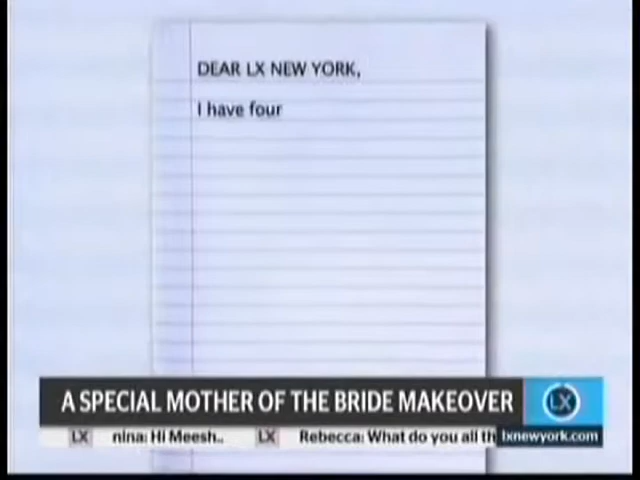 DEAR LX NEW YORK,
I have four
A SPECIAL MOTHER OF THE BRIDE MAKEOVER
LX
LX nina: Hi Meesh.. LX Rebecca: What do you all th
lxnewyork.com